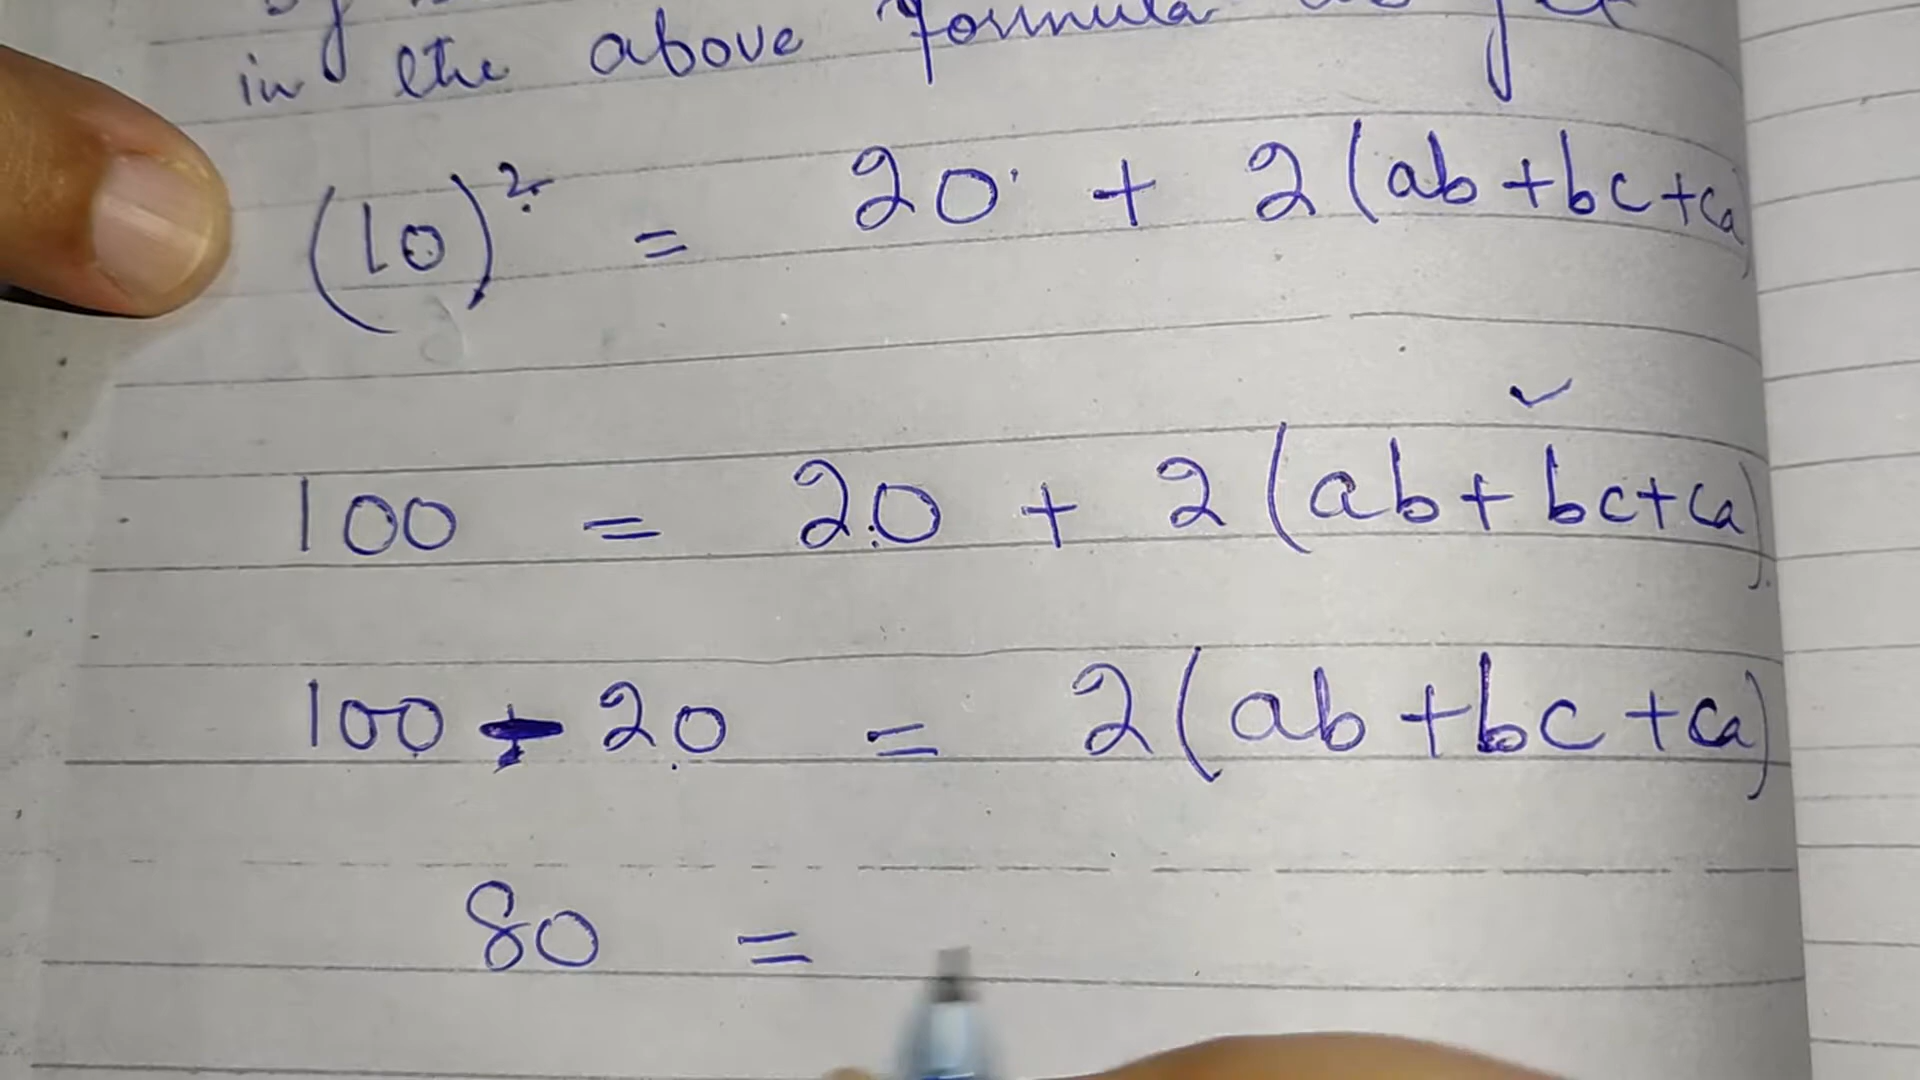 in the above formula
(10)² = 20 + 2(ab+bc+ca)
100 = 20 + 2(ab+bc+ca)
100 - 20 = 2(ab+bc+ca)
80 =